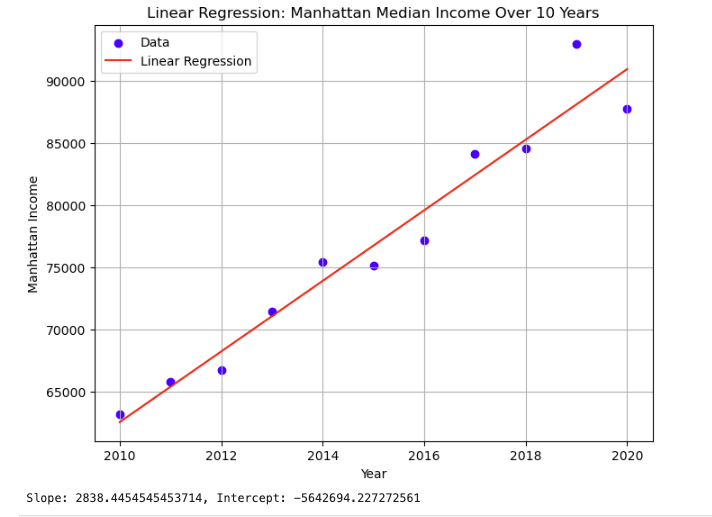 Linear Regression: Manhattan Median Income Over 10 Years
Data
Linear Regression
90000
85000
80000
75000
70000
65000
Manhattan Income
2010 2012 2014 2016 2018 2020
Year
Slope: 2838.4454545453714, Intercept: −5642694.227272561